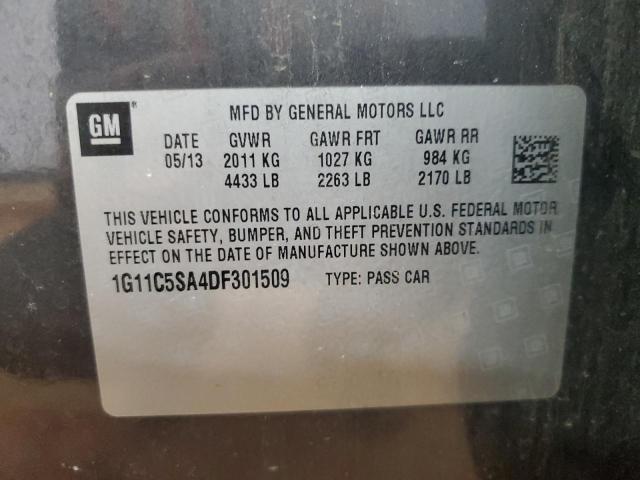 GM ®
MFD BY GENERAL MOTORS LLC
DATE GVWR GAWR FRT GAWR RR
05/13 2011 KG 1027 KG 984 KG
4433 LB 2263 LB 2170 LB
THIS VEHICLE CONFORMS TO ALL APPLICABLE U.S. FEDERAL MOTOR
VEHICLE SAFETY, BUMPER, AND THEFT PREVENTION STANDARDS IN
EFFECT ON THE DATE OF MANUFACTURE SHOWN ABOVE.
1G11C5SA4DF301509 TYPE: PASS CAR